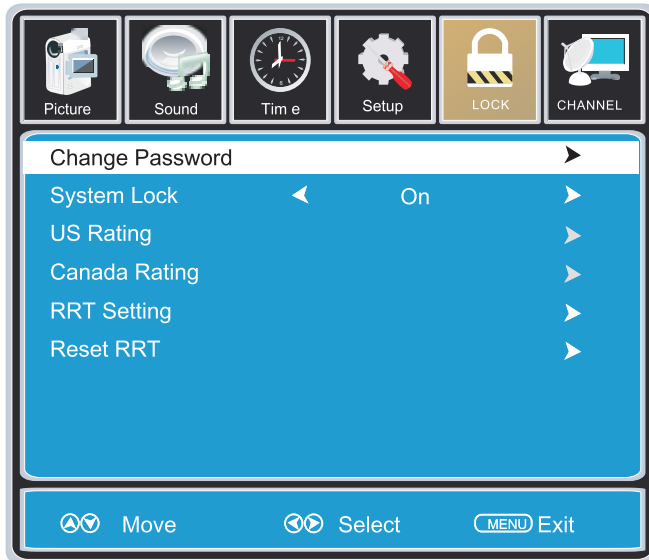 Picture Sound Tim e Setup LOCK CHANNEL
Change Password
System Lock On
US Rating
Canada Rating
RRT Setting
Reset RRT
Move Select MENU Exit